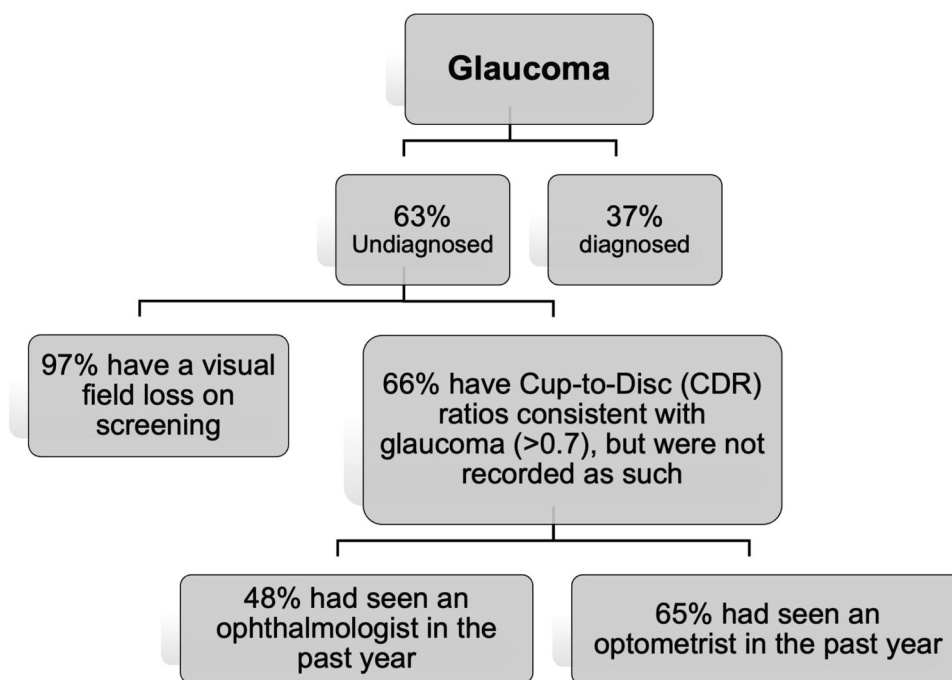 Glaucoma
63%
Undiagnosed
37%
diagnosed
97% have a visual
field loss on
screening
66% have Cup-to-Disc (CDR)
ratios consistent with
glaucoma (>0.7), but were not
recorded as such
48% had seen an
ophthalmologist in the
past year
65% had seen an
optometrist in the past year